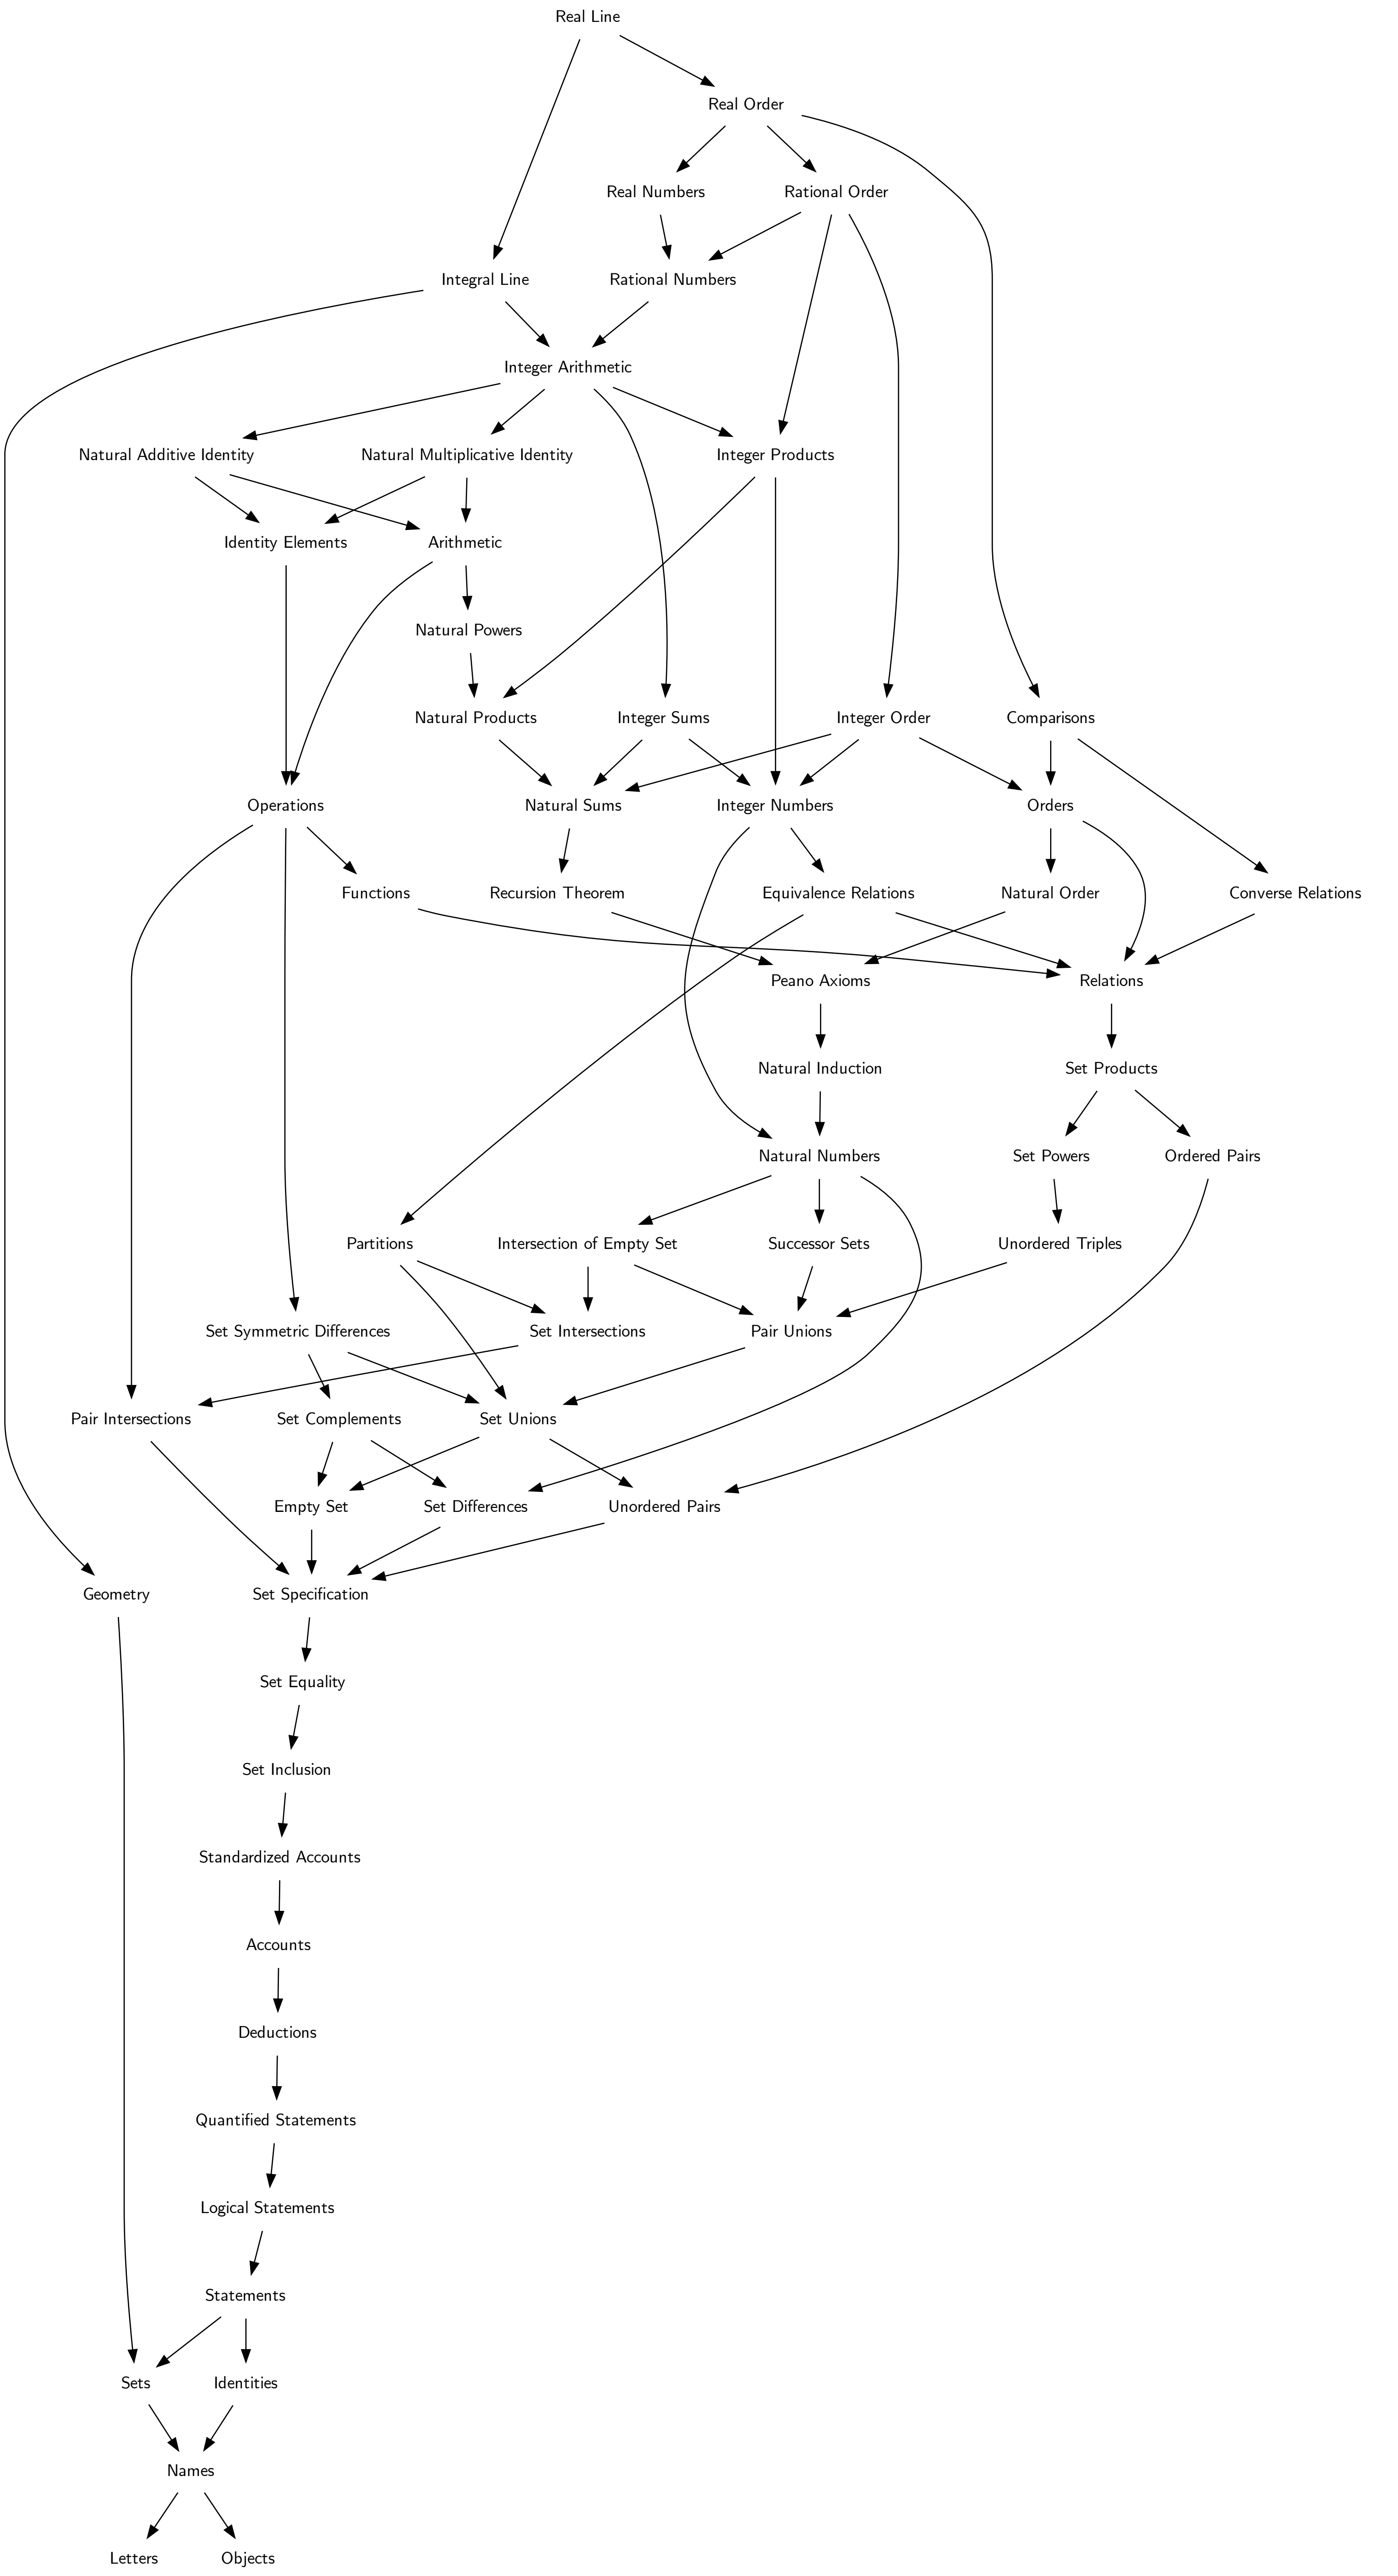 Real Line
Real Order
Real Numbers
Rational Order
Integral Line
Rational Numbers
Integer Arithmetic
Natural Additive Identity
Natural Multiplicative Identity
Integer Products
Identity Elements
Arithmetic
Natural Powers
Natural Products
Integer Sums
Integer Order
Comparisons
Operations
Natural Sums
Integer Numbers
Orders
Functions
Recursion Theorem
Equivalence Relations
Natural Order
Converse Relations
Peano Axioms
Relations
Natural Induction
Set Products
Natural Numbers
Set Powers
Ordered Pairs
Partitions
Intersection of Empty Set
Successor Sets
Unordered Triples
Set Symmetric Differences
Set Intersections
Pair Unions
Pair Intersections
Set Complements
Set Unions
Empty Set
Set Differences
Unordered Pairs
Geometry
Set Specification
Set Equality
Set Inclusion
Standardized Accounts
Accounts
Deductions
Quantified Statements
Logical Statements
Statements
Sets
Identities
Names
Letters
Objects